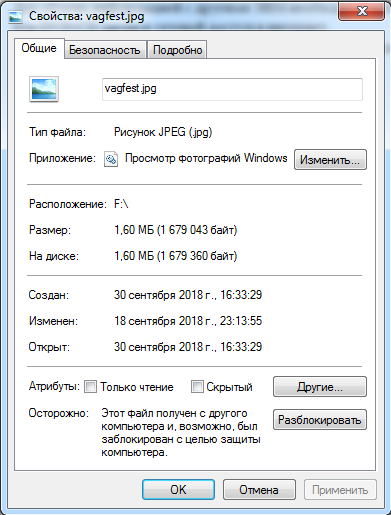 Свойства: vagfest.jpg
Общие Безопасность Подробно
vagfest.jpg
Тип файла: Рисунок JPEG (.jpg)
Приложение: Просмотр фотографий Windows Изменить...
Расположение: F:\
Размер: 1,60 МБ (1 679 043 байт)
На диске: 1,60 МБ (1 679 360 байт)
Создан: 30 сентября 2018 г., 16:33:29
Изменен: 18 сентября 2018 г., 23:13:55
Открыт: 30 сентября 2018 г., 16:33:29
Атрибуты: Только чтение Скрытый Другие...
Осторожно: Этот файл получен с другого
компьютера и, возможно, был
заблокирован с целью защиты
компьютера.
Разблокировать
OK Отмена Применить